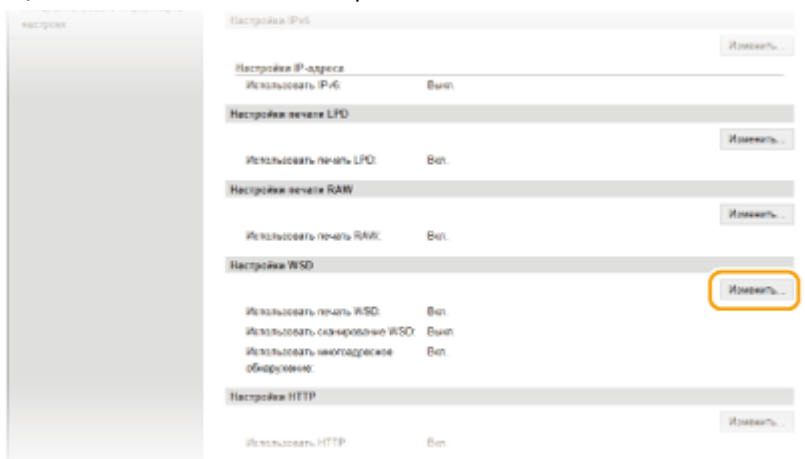 настроек
Настройки IPv6
Изменить...
Настройки IP-адреса
Использовать IPv6: Выкл.
Настройки печати LPD
Изменить...
Использовать печать LPD: Вкл.
Настройки печати RAW
Изменить...
Использовать печать RAW: Вкл.
Настройки WSD
Изменить...
Использовать печать WSD: Вкл.
Использовать сканирование WSD: Выкл.
Использовать многоадресное Вкл.
обнаружение:
Настройки HTTP
Изменить...
Использовать HTTP: Вкл.